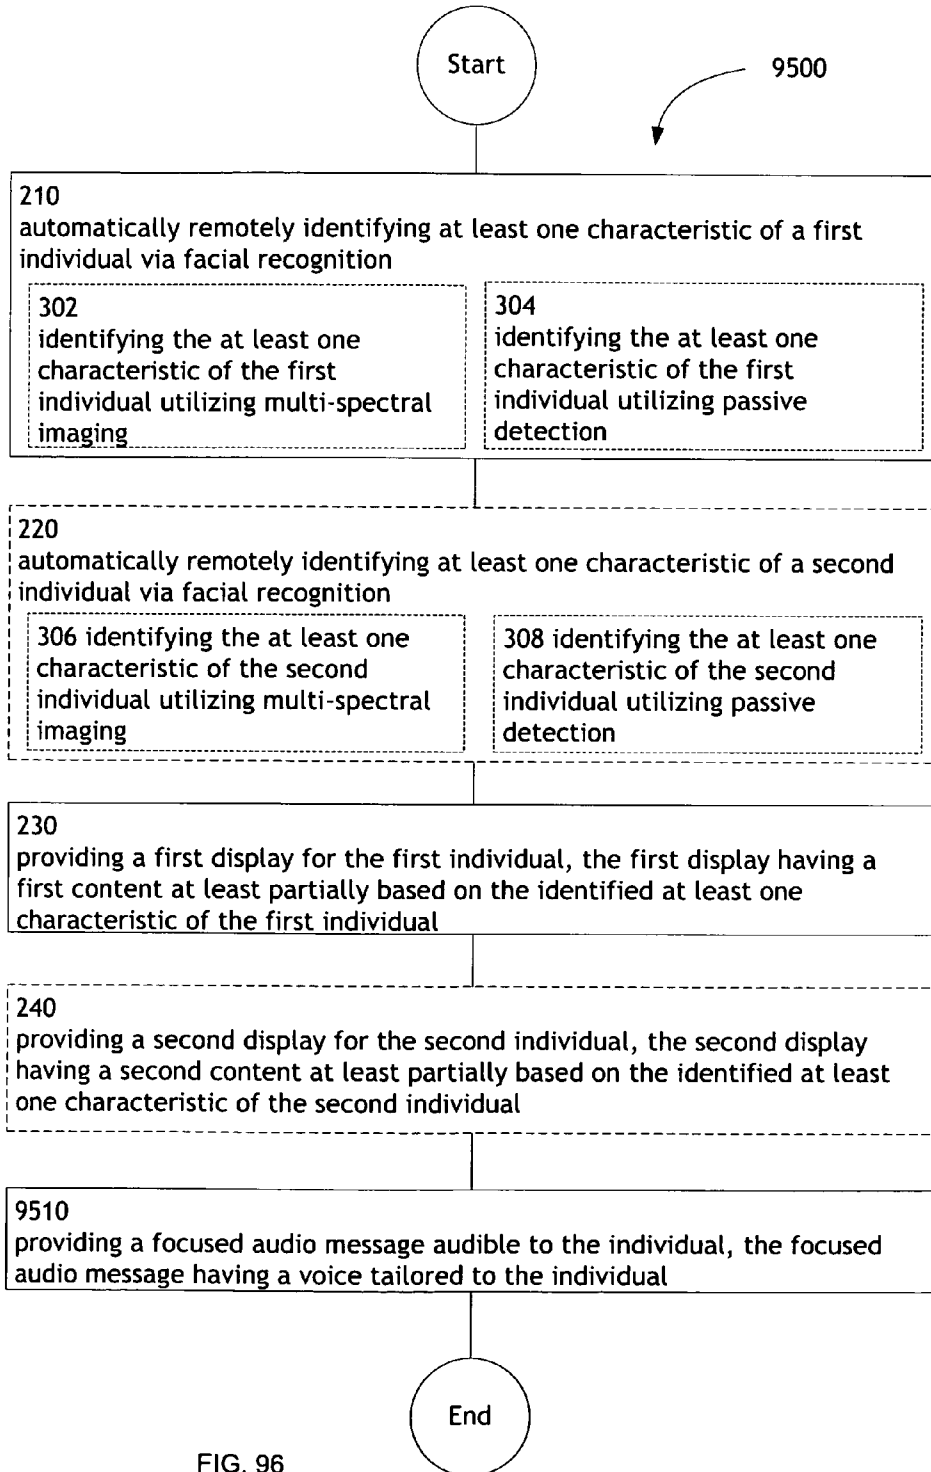 Start
9500
210
automatically remotely identifying at least one characteristic of a first
individual via facial recognition
302
identifying the at least one
characteristic of the first
individual utilizing multi-spectral
imaging
304
identifying the at least one
characteristic of the first
individual utilizing passive
detection
220
automatically remotely identifying at least one characteristic of a second
individual via facial recognition
306 identifying the at least one
characteristic of the second
individual utilizing multi-spectral
imaging
308 identifying the at least one
characteristic of the second
individual utilizing passive
detection
230
providing a first display for the first individual, the first display having a
first content at least partially based on the identified at least one
characteristic of the first individual
240
providing a second display for the second individual, the second display
having a second content at least partially based on the identified at least
one characteristic of the second individual
9510
providing a focused audio message audible to the individual, the focused
audio message having a voice tailored to the individual
End
FIG. 96